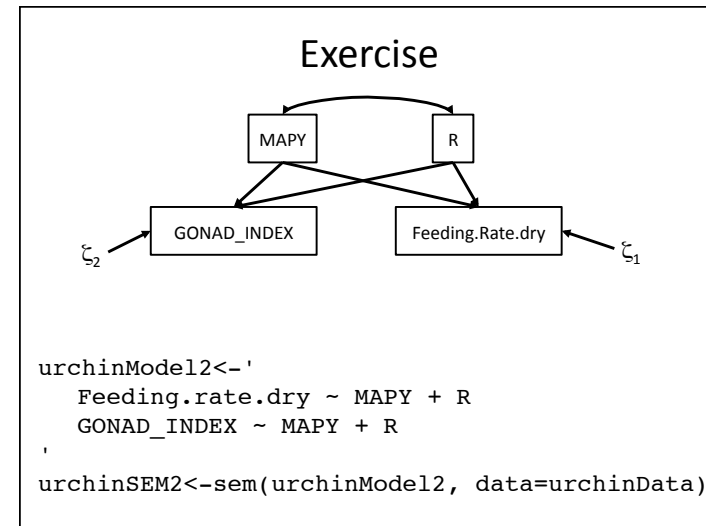 Exercise
MAPY R
GONAD_INDEX Feeding.Rate.dry
ζ2 ζ1
urchinModel2<-'
Feeding.rate.dry ~ MAPY + R
GONAD_INDEX ~ MAPY + R
'
urchinSEM2<-sem(urchinModel2, data=urchinData)